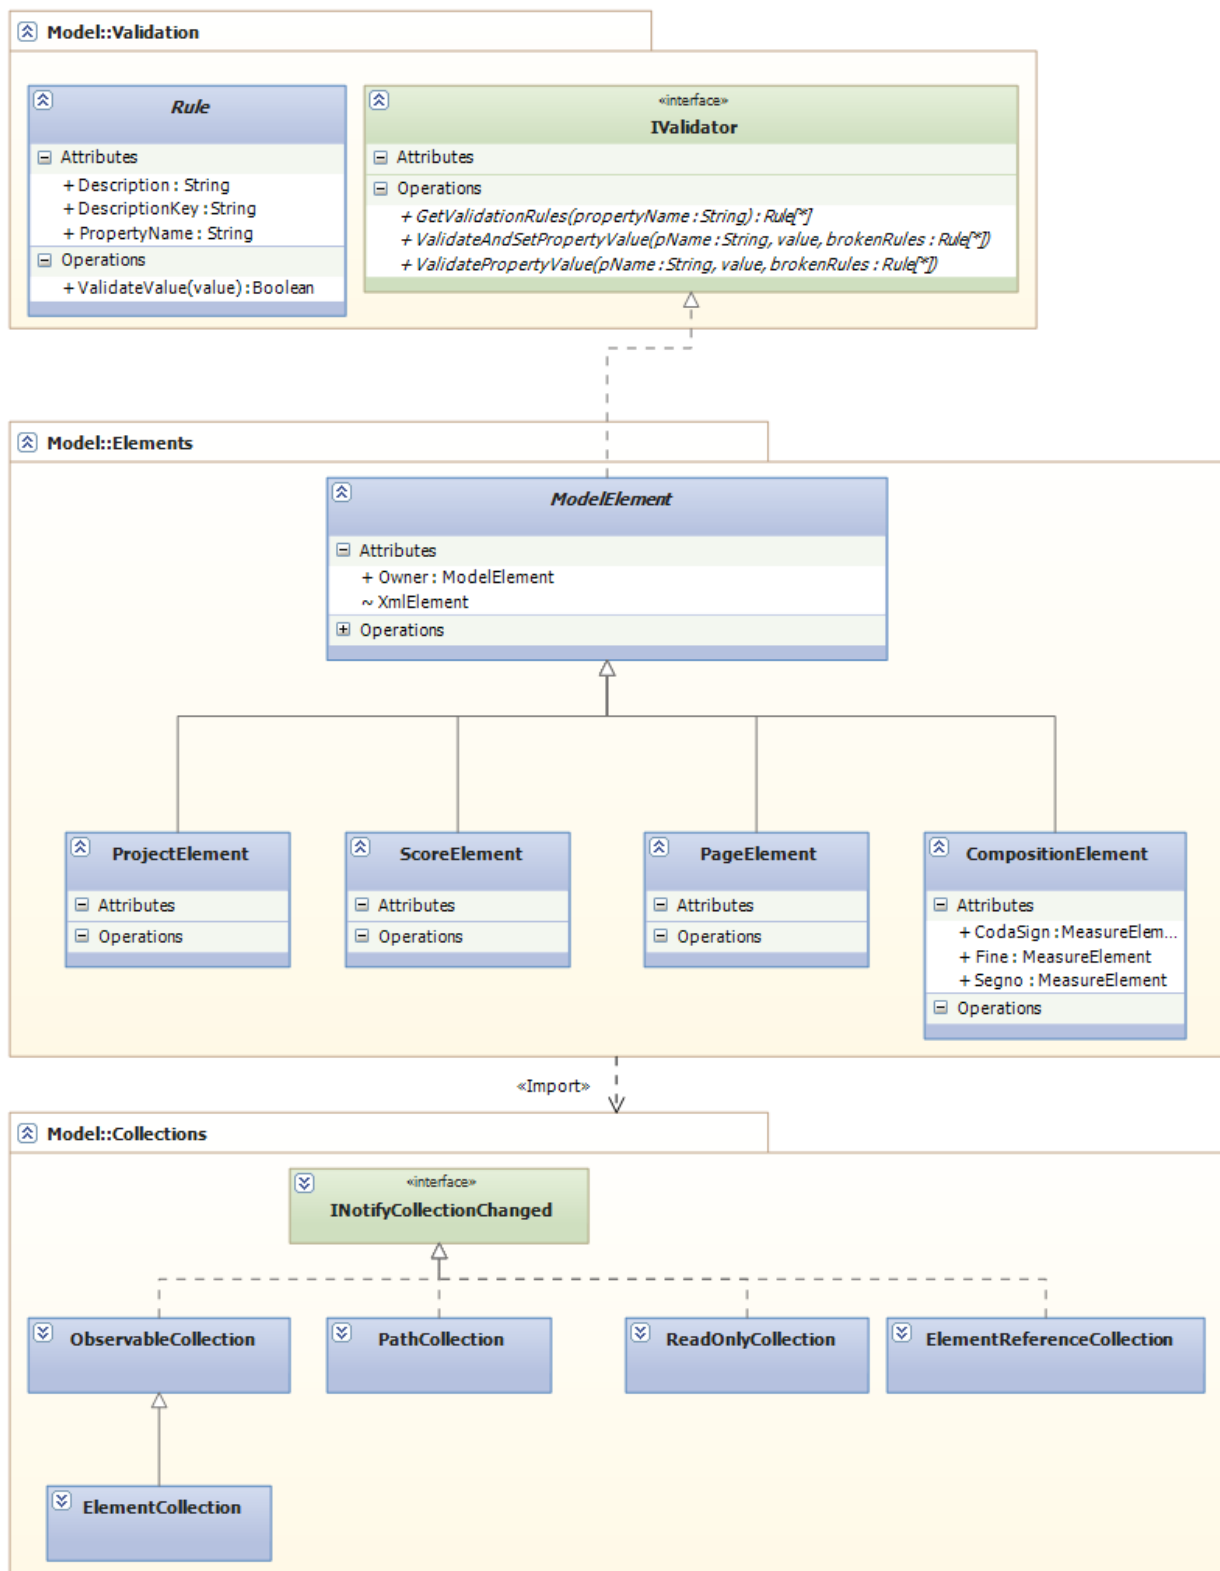 Model::Validation
Rule
Attributes
+ Description : String
+ DescriptionKey : String
+ PropertyName : String
Operations
+ ValidateValue(value) : Boolean
«interface»
IValidator
Attributes
Operations
+ GetValidationRules(propertyName : String) : Rule[*]
+ ValidateAndSetPropertyValue(pName : String, value, brokenRules : Rule[*])
+ ValidatePropertyValue(pName : String, value, brokenRules : Rule[*])
Model::Elements
ModelElement
Attributes
+ Owner : ModelElement
~ XmlElement
Operations
ProjectElement
Attributes
Operations
ScoreElement
Attributes
Operations
PageElement
Attributes
Operations
CompositionElement
Attributes
+ CodaSign : MeasureElem...
+ Fine : MeasureElement
+ Segno : MeasureElement
Operations
«Import»
Model::Collections
«interface»
INotifyCollectionChanged
ObservableCollection
PathCollection
ReadOnlyCollection
ElementReferenceCollection
ElementCollection